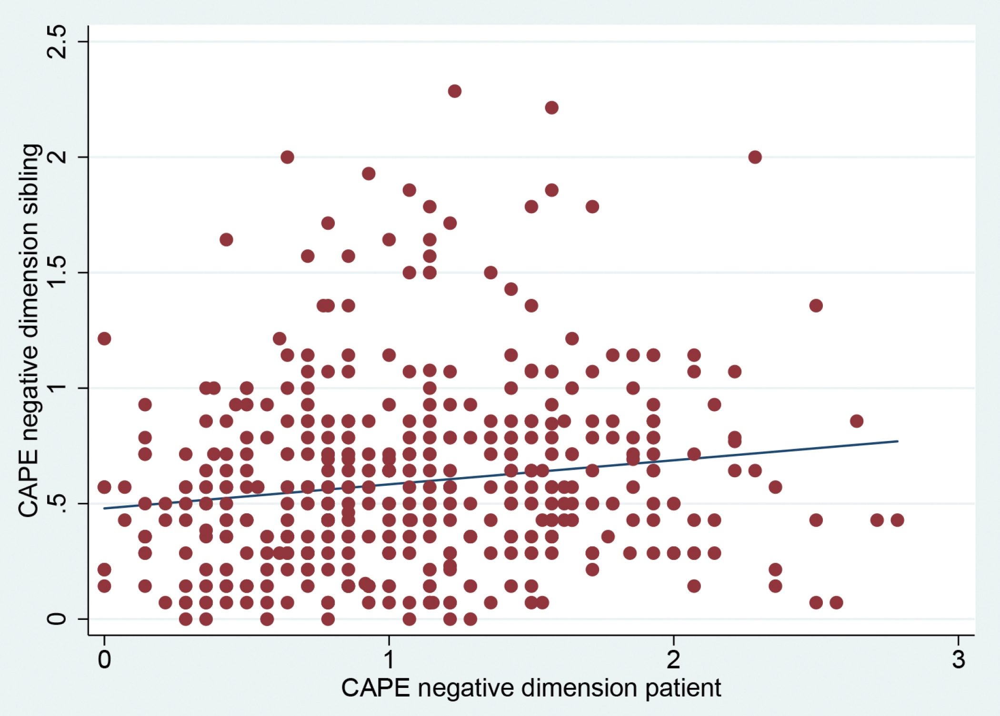 CAPE negative dimension sibling
2.5
2
1.5
1
.5
0
0 1 2 3
CAPE negative dimension patient